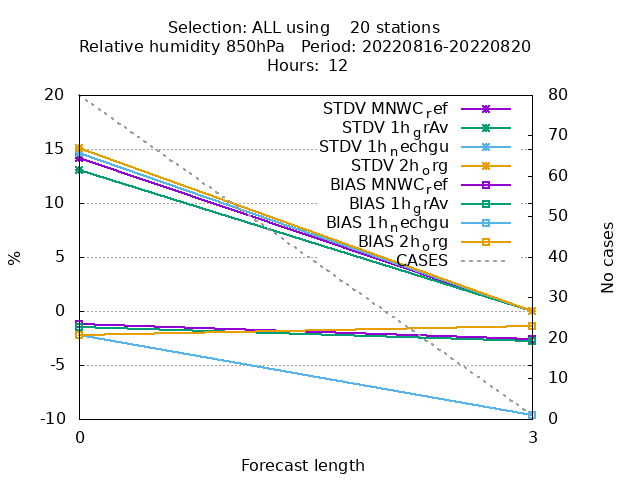 Selection: ALL using    20 stations
Relative humidity 850hPa   Period: 20220816-20220820
Hours: 12
20
15
10
5
0
-5
-10
%
80
70
60
50
40
30
20
10
0
No cases
STDV MNWC_ref
STDV 1h_grAv
STDV 1h_nechgu
STDV 2h_org
BIAS MNWC_ref
BIAS 1h_grAv
BIAS 1h_nechgu
BIAS 2h_org
CASES
0 3
Forecast length